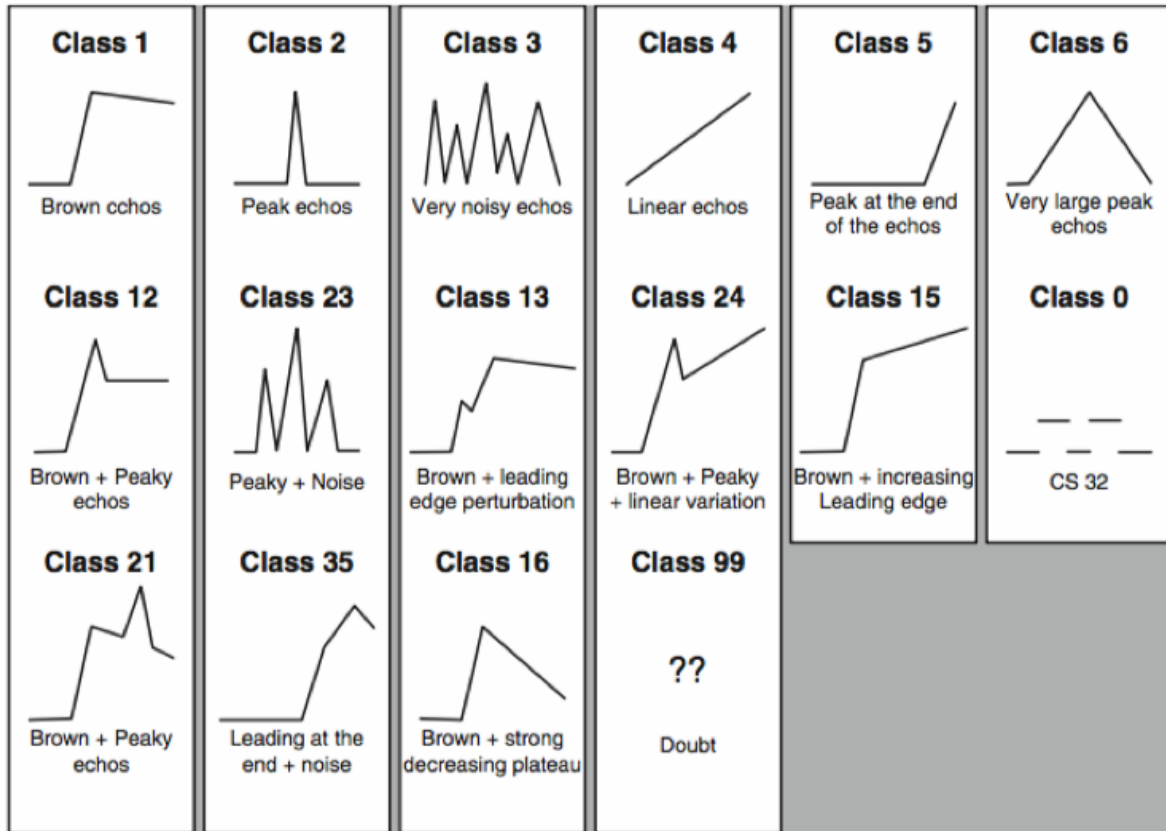 Class 1
Class 2
Class 3
Class 4
Class 5
Class 6
Brown cchos
Peak echos
Very noisy echos
Linear echos
Peak at the end
of the echos
Very large peak
echos
Class 12
Class 23
Class 13
Class 24
Class 15
Class 0
Brown + Peaky
echos
Peaky + Noise
Brown + leading
edge perturbation
Brown + Peaky
+ linear variation
Brown + increasing
Leading edge
CS 32
Class 21
Class 35
Class 16
Class 99
??
Brown + Peaky
echos
Leading at the
end + noise
Brown + strong
decreasing plateau
Doubt